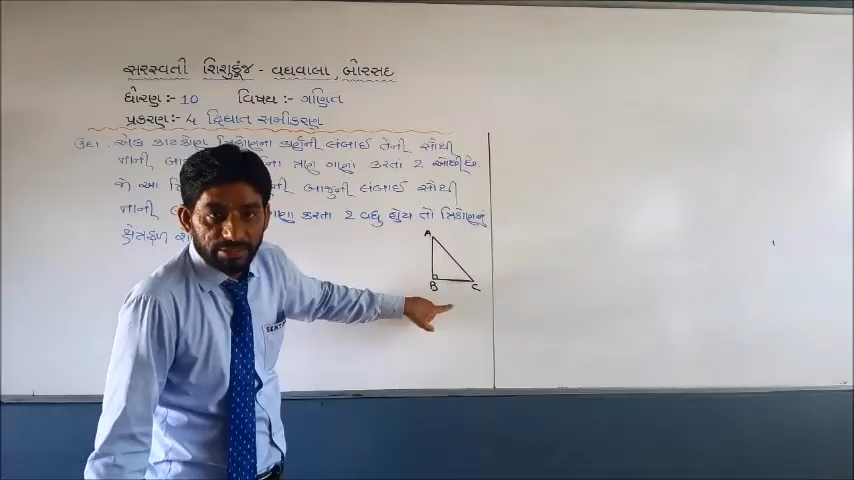 સરસ્વતી શિશુકુંજ - વઘવાલા, બોરસદ
ધોરણ :- 10 વિષય :- ગણિત
પ્રકરણ :- 4 દ્વિઘાત સમીકરણ
ઉદા. એક કાટકોણ ત્રિકોણના કર્ણની લંબાઈ તેની સૌથી
નાની ના ત્રણ ગણા કરતાં 2 ઓછી છે.
જો આ ની બાજુની લંબાઈ સૌથી
નાની ગણા કરતા 2 વધુ હોય તો ત્રિકોણનું
ક્ષેત્રફળ
A
B C